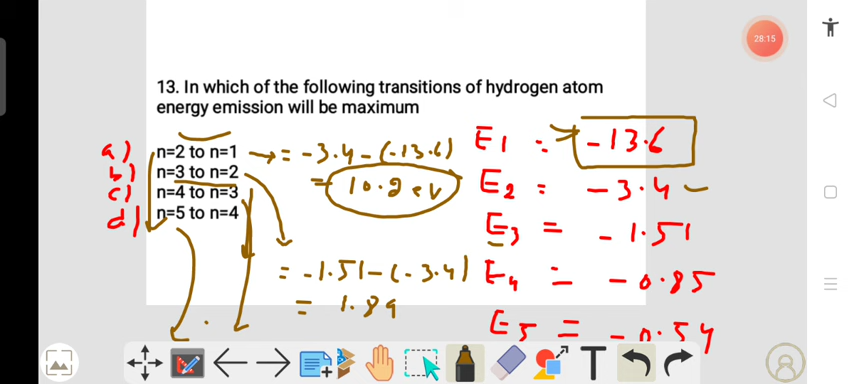 28:15
13. In which of the following transitions of hydrogen atom
energy emission will be maximum
a) n=2 to n=1 → = -3.4 - (-13.6)
b) n=3 to n=2 = 10.2 eV
c) n=4 to n=3
d) n=5 to n=4
= -1.51 - (-3.4)
= 1.89
E1 = -13.6
E2 = -3.4
E3 = -1.51
E4 = -0.85
E5 = -0.54
T